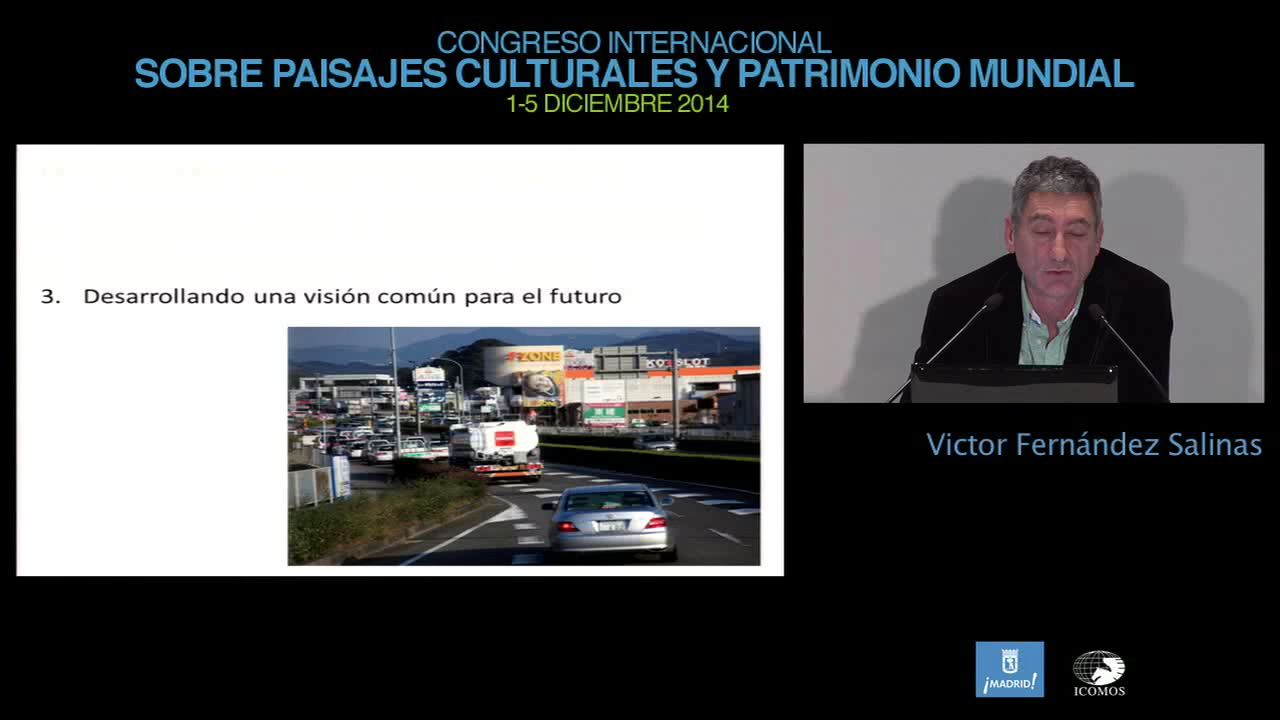 CONGRESO INTERNACIONAL
SOBRE PAISAJES CULTURALES Y PATRIMONIO MUNDIAL
1-5 DICIEMBRE 2014
3. Desarrollando una visión común para el futuro
ZONE
Victor Fernández Salinas
¡MADRID!
ICOMOS